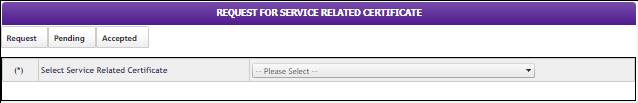 REQUEST FOR SERVICE RELATED CERTIFICATE
Request Pending Accepted
(*) Select Service Related Certificate -- Please Select --